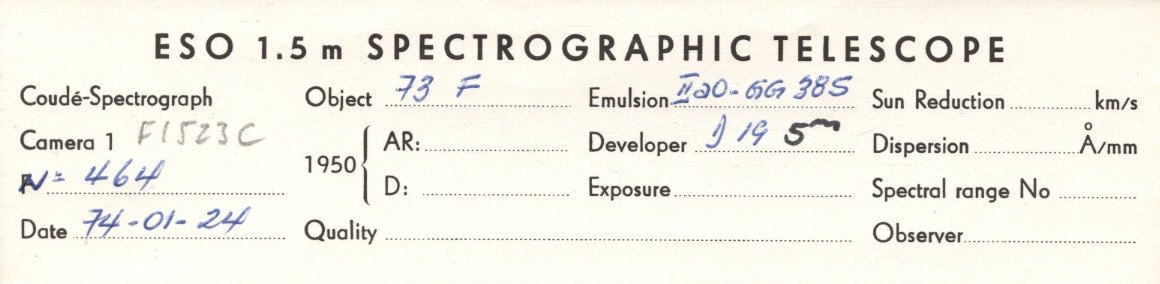 ESO 1.5 m SPECTROGRAPHIC TELESCOPE
Coudé-Spectrograph Object 73 F Emulsion IIaO-GG 385 Sun Reduction km/s
Camera 1 F1523C 1950 AR: Developer D 19 5m Dispersion Å/mm
N= 464 D: Exposure Spectral range No
Date 74-01-24 Quality Observer